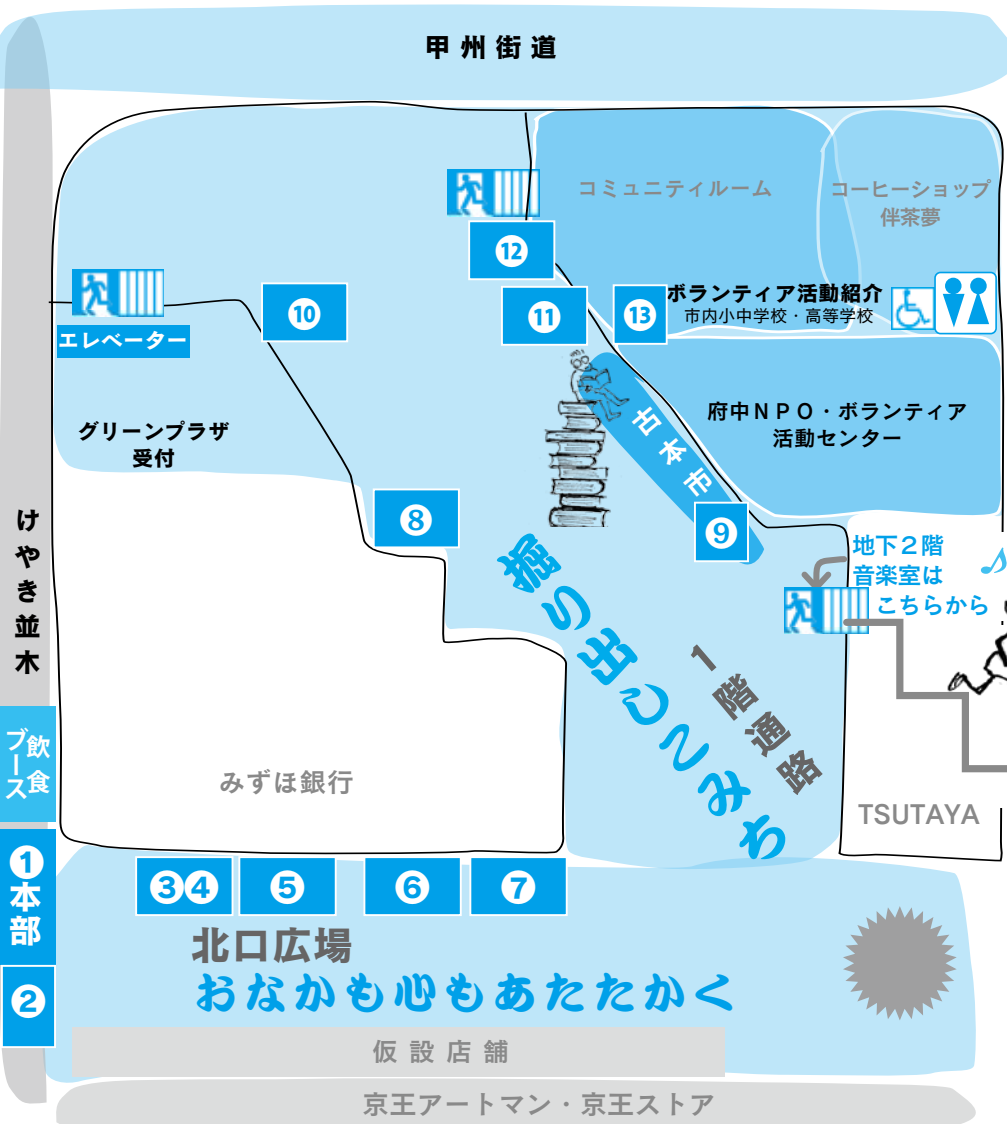 甲州街道
コミュニティルーム
コーヒーショップ
伴茶夢
⑫
⑩
⑪
⑬
ボランティア活動紹介
市内小中学校・高等学校
エレベーター
グリーンプラザ
受付
古本市
府中NPO・ボランティア
活動センター
⑧
⑨
けやき並木
地下2階
音楽室は
こちらから
掘り出しこみち
1階通路
飲食
ブース
みずほ銀行
TSUTAYA
①本部
②
③④
⑤
⑥
⑦
北口広場
おなかも心もあたたかく
仮設店舗
京王アートマン・京王ストア